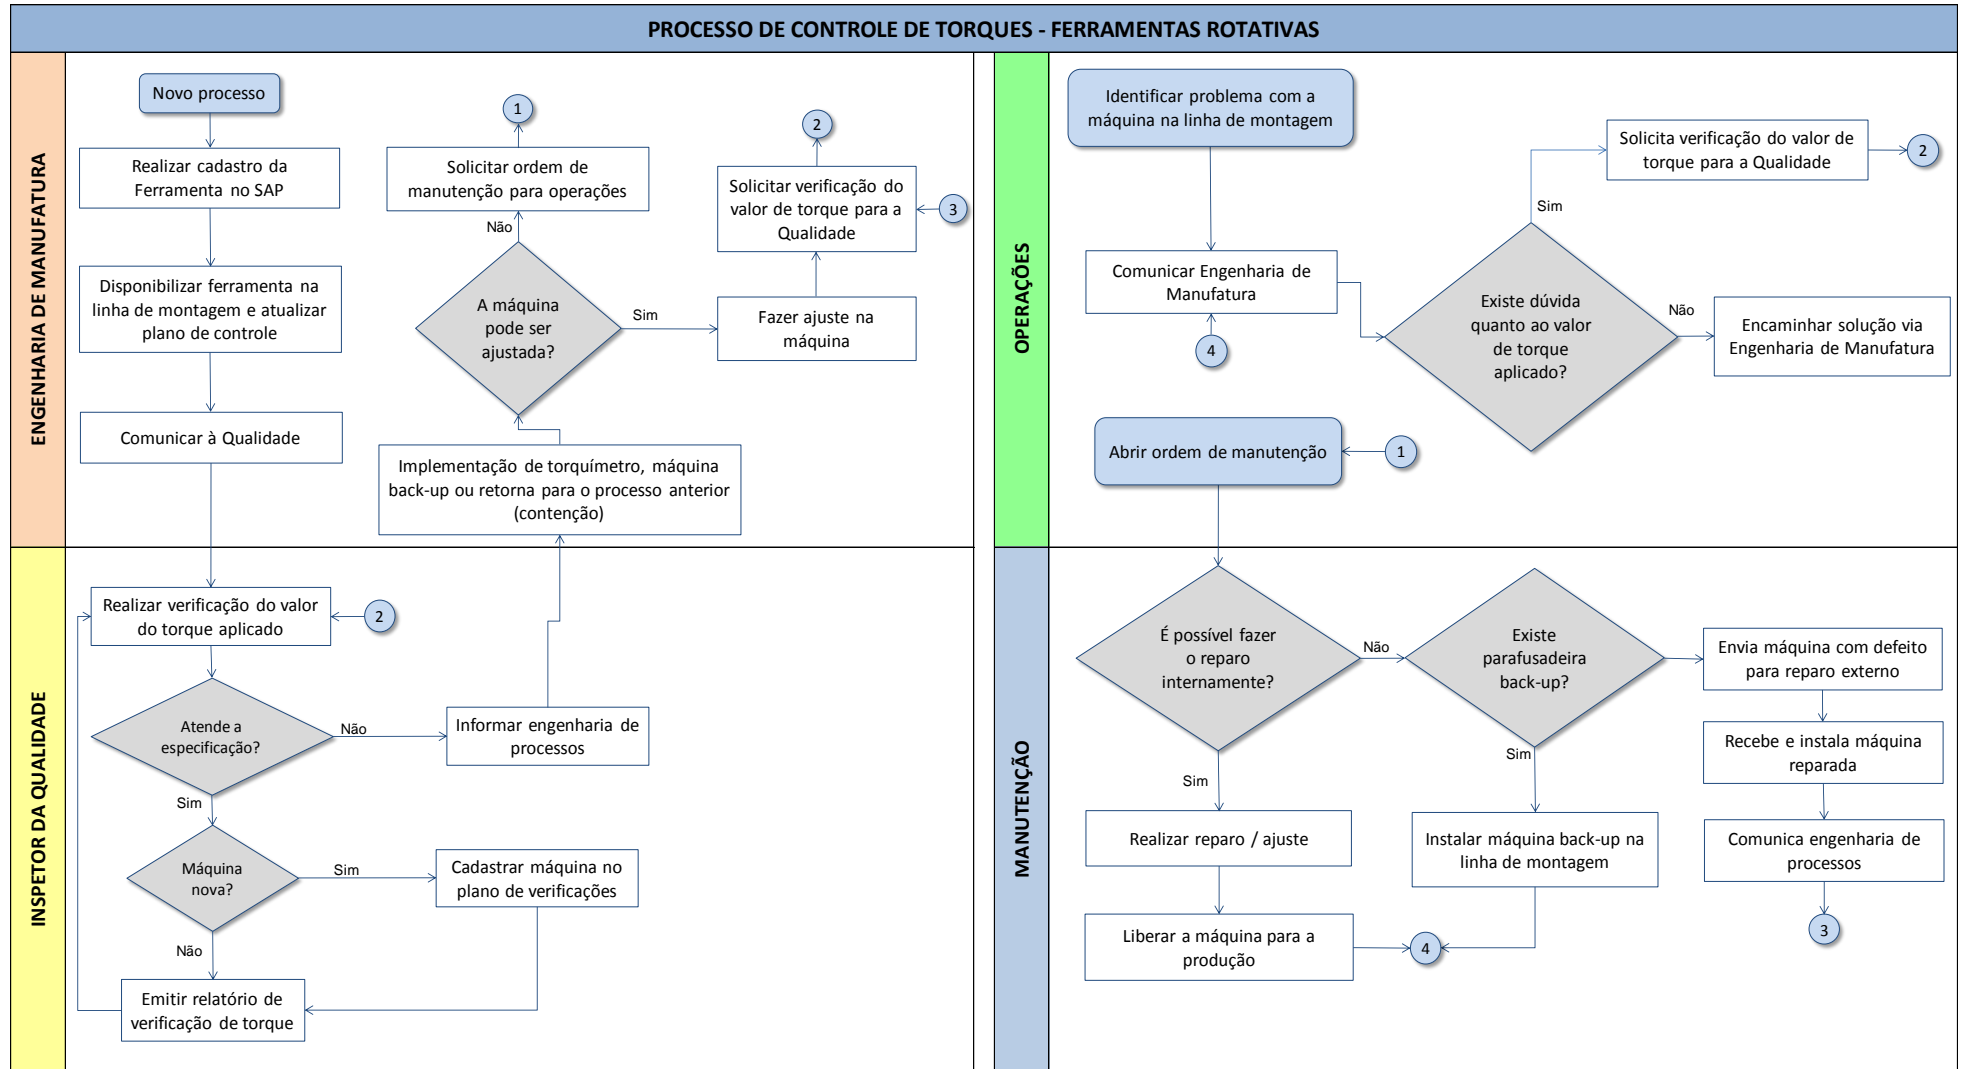 PROCESSO DE CONTROLE DE TORQUES - FERRAMENTAS ROTATIVAS
ENGENHARIA DE MANUFATURA
Novo processo
Realizar cadastro da
Ferramenta no SAP
Disponibilizar ferramenta na
linha de montagem e atualizar
plano de controle
Comunicar à Qualidade
1
Solicitar ordem de
manutenção para operações
Não
A máquina
pode ser
ajustada?
Sim
Implementação de torquímetro, máquina
back-up ou retorna para o processo anterior
(contenção)
2
Solicitar verificação do
valor de torque para a
Qualidade
3
Fazer ajuste na
máquina
INSPETOR DA QUALIDADE
Realizar verificação do valor
do torque aplicado
2
Atende a
especificação?
Não
Informar engenharia de
processos
Sim
Máquina
nova?
Sim
Cadastrar máquina no
plano de verificações
Não
Emitir relatório de
verificação de torque
OPERAÇÕES
Identificar problema com a
máquina na linha de montagem
Comunicar Engenharia de
Manufatura
4
Solicita verificação do valor de
torque para a Qualidade
2
Sim
Existe dúvida
quanto ao valor
de torque
aplicado?
Não
Encaminhar solução via
Engenharia de Manufatura
Abrir ordem de manutenção
1
MANUTENÇÃO
É possível fazer
o reparo
internamente?
Não
Existe
parafusadeira
back-up?
Envia máquina com defeito
para reparo externo
Recebe e instala máquina
reparada
Comunica engenharia de
processos
3
Sim
Realizar reparo / ajuste
Liberar a máquina para a
produção
Sim
Instalar máquina back-up na
linha de montagem
4